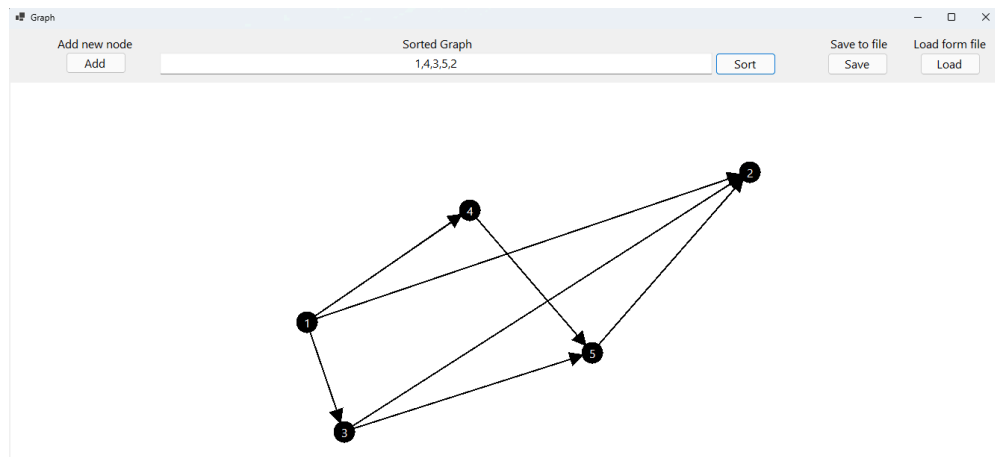 Graph
Add new node Sorted Graph Save to file Load form file
Add 1,4,3,5,2 Sort Save Load
2
4
1
5
3